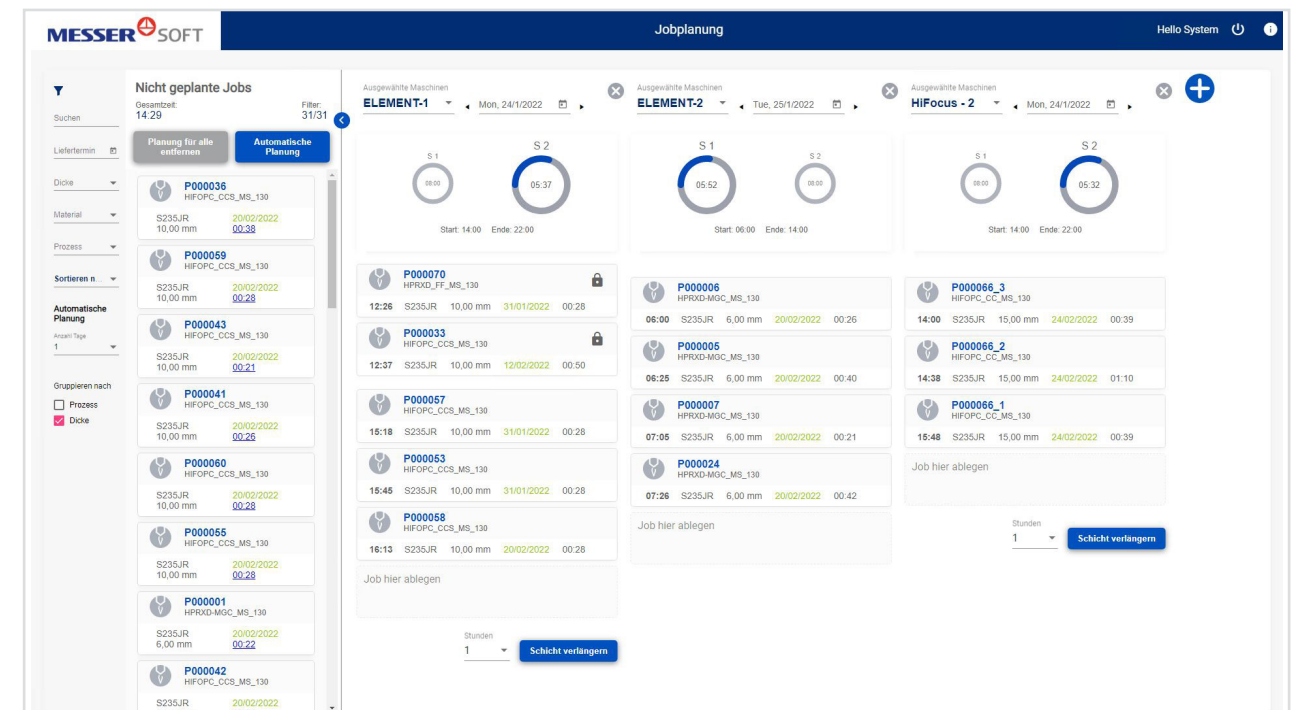 MESSER SOFT
Jobplanung
Hello System
Suchen
Liefertermin
Dicke
Material
Prozess
Sortieren n...
Automatische
Planung
Anzahl Tage
1
Gruppieren nach
Prozess
Dicke
Nicht geplante Jobs
Gesamtzeit: Filter:
14:29 31/31
Planung für alle
entfernen
Automatische
Planung
P000036
HIFOPC_CCS_MS_130
S235JR 20/02/2022
10,00 mm 00:38
P000059
HIFOPC_CCS_MS_130
S235JR 20/02/2022
10,00 mm 00:28
P000043
HIFOPC_CCS_MS_130
S235JR 20/02/2022
10,00 mm 00:21
P000041
HIFOPC_CCS_MS_130
S235JR 20/02/2022
10,00 mm 00:26
P000060
HIFOPC_CCS_MS_130
S235JR 20/02/2022
10,00 mm 00:28
P000055
HIFOPC_CCS_MS_130
S235JR 20/02/2022
10,00 mm 00:28
P000001
HPRXD-MGC_MS_130
S235JR 20/02/2022
6,00 mm 00:22
P000042
HIFOPC_CCS_MS_130
S235JR 20/02/2022
Ausgewählte Maschinen
ELEMENT-1 Mon, 24/1/2022
S 1 S 2
08:00 05:37
Start: 14:00 Ende: 22:00
P000070
HPRXD_FF_MS_130
12:26 S235JR 10,00 mm 31/01/2022 00:28
P000033
HIFOPC_CCS_MS_130
12:37 S235JR 10,00 mm 12/02/2022 00:50
P000057
HIFOPC_CCS_MS_130
15:18 S235JR 10,00 mm 31/01/2022 00:28
P000053
HIFOPC_CCS_MS_130
15:45 S235JR 10,00 mm 31/01/2022 00:28
P000058
HIFOPC_CCS_MS_130
16:13 S235JR 10,00 mm 20/02/2022 00:28
Job hier ablegen
Stunden
1 Schicht verlängern
Ausgewählte Maschinen
ELEMENT-2 Tue, 25/1/2022
S 1 S 2
05:52 08:00
Start: 06:00 Ende: 14:00
P000006
HPRXD-MGC_MS_130
06:00 S235JR 6,00 mm 20/02/2022 00:26
P000005
HPRXD-MGC_MS_130
06:25 S235JR 6,00 mm 20/02/2022 00:40
P000007
HPRXD-MGC_MS_130
07:05 S235JR 6,00 mm 20/02/2022 00:21
P000024
HPRXD-MGC_MS_130
07:26 S235JR 6,00 mm 20/02/2022 00:42
Job hier ablegen
Ausgewählte Maschinen
HiFocus - 2 Mon, 24/1/2022
S 1 S 2
08:00 05:32
Start: 14:00 Ende: 22:00
P000066_3
HIFOPC_CC_MS_130
14:00 S235JR 15,00 mm 24/02/2022 00:39
P000066_2
HIFOPC_CC_MS_130
14:38 S235JR 15,00 mm 24/02/2022 01:10
P000066_1
HIFOPC_CC_MS_130
15:48 S235JR 15,00 mm 24/02/2022 00:39
Job hier ablegen
Stunden
1 Schicht verlängern